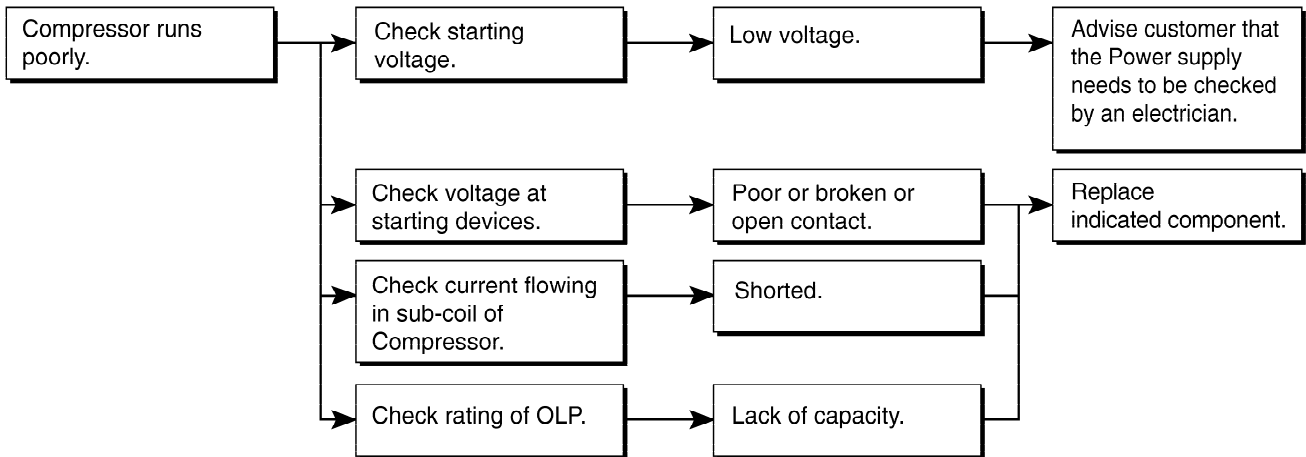 Compressor runs
poorly.
Check starting
voltage.
Low voltage.
Advise customer that
the Power supply
needs to be checked
by an electrician.
Check voltage at
starting devices.
Poor or broken or
open contact.
Replace
indicated component.
Check current flowing
in sub-coil of
Compressor.
Shorted.
Check rating of OLP.
Lack of capacity.